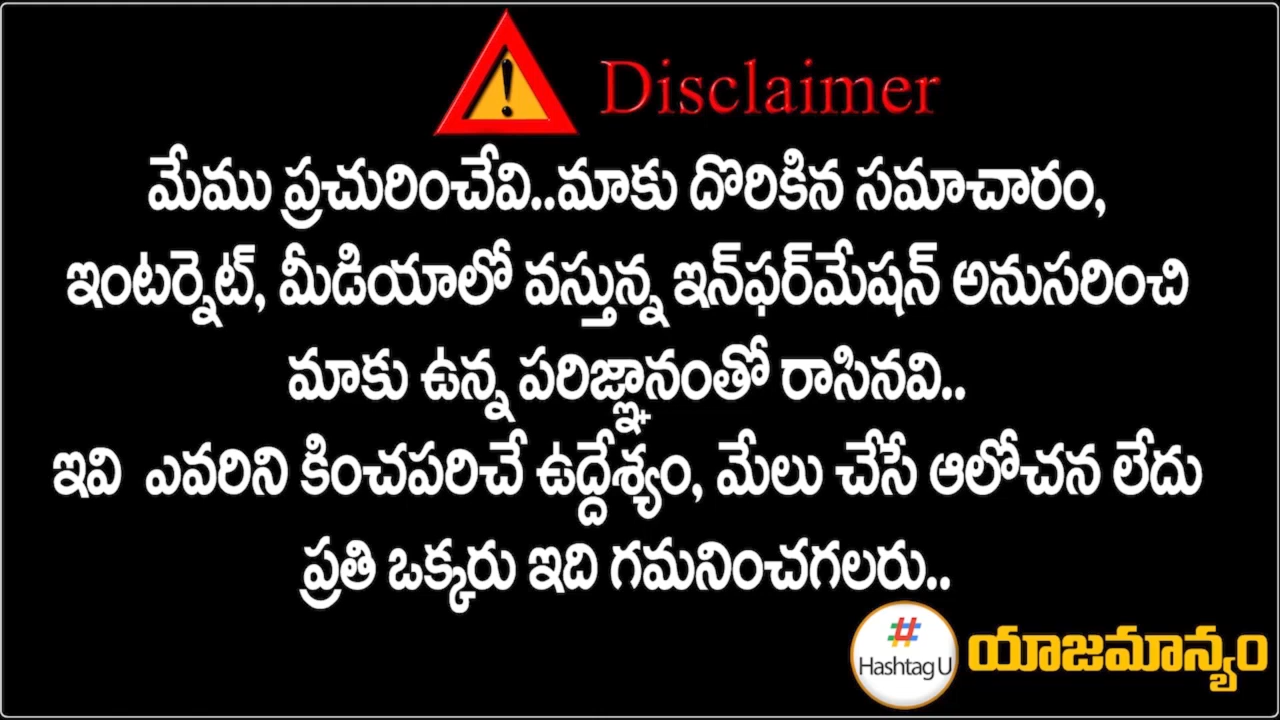 Disclaimer
మేము ప్రచురించేవి..మాకు దొరికిన సమాచారం,
ఇంటర్నెట్, మీడియాలో వస్తున్న ఇన్‌ఫర్‌మేషన్ అనుసరించి
మాకు ఉన్న పరిజ్ఞానంతో రాసినవి..
ఇవి ఎవరిని కించపరిచే ఉద్దేశ్యం, మేలు చేసే ఆలోచన లేదు
ప్రతి ఒక్కరు ఇది గమనించగలరు..
#
Hashtag U
యాజమాన్యం